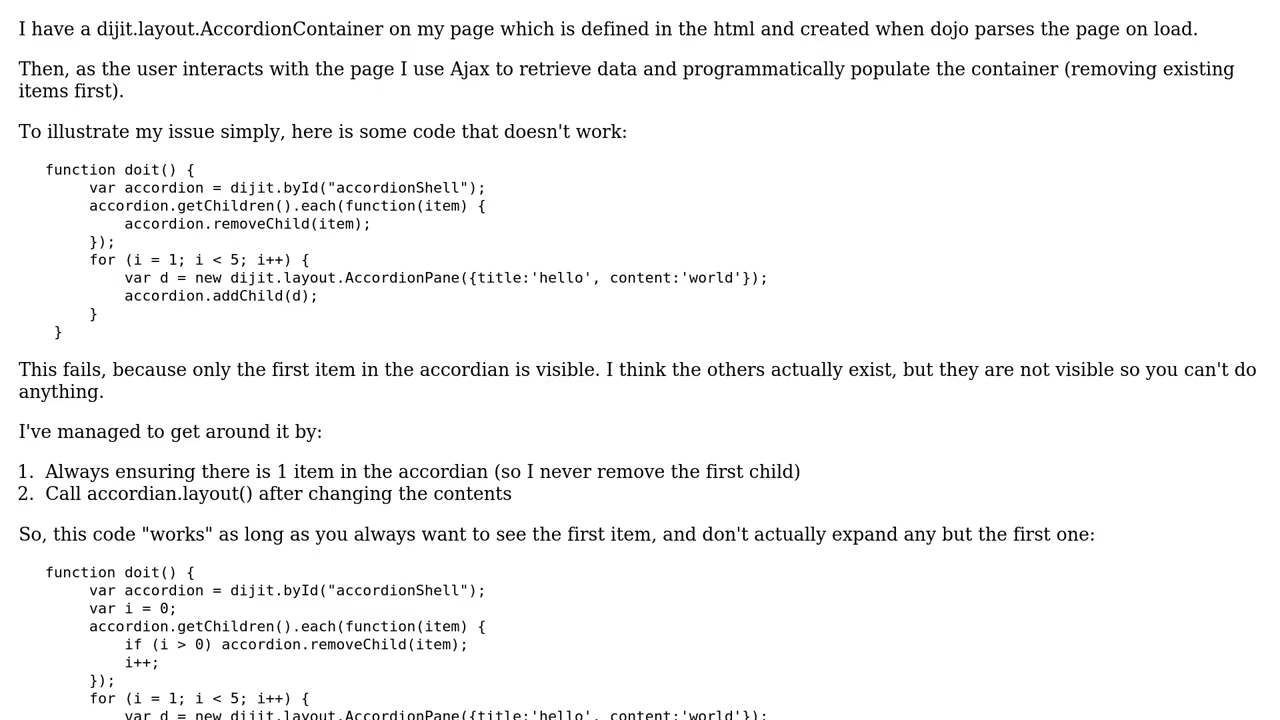 I have a dijit.layout.AccordionContainer on my page which is defined in the html and created when dojo parses the page on load.
Then, as the user interacts with the page I use Ajax to retrieve data and programmatically populate the container (removing existing
items first).
To illustrate my issue simply, here is some code that doesn't work:
function doit() {
var accordion = dijit.byId("accordionShell");
accordion.getChildren().each(function(item) {
accordion.removeChild(item);
});
for (i = 1; i < 5; i++) {
var d = new dijit.layout.AccordionPane({title:'hello', content:'world'});
accordion.addChild(d);
}
}
This fails, because only the first item in the accordian is visible. I think the others actually exist, but they are not visible so you can't do
anything.
I've managed to get around it by:
1. Always ensuring there is 1 item in the accordian (so I never remove the first child)
2. Call accordian.layout() after changing the contents
So, this code "works" as long as you always want to see the first item, and don't actually expand any but the first one:
function doit() {
var accordion = dijit.byId("accordionShell");
var i = 0;
accordion.getChildren().each(function(item) {
if (i > 0) accordion.removeChild(item);
i++;
});
for (i = 1; i < 5; i++) {
var d = new dijit.layout.AccordionPane({title:'hello', content:'world'});